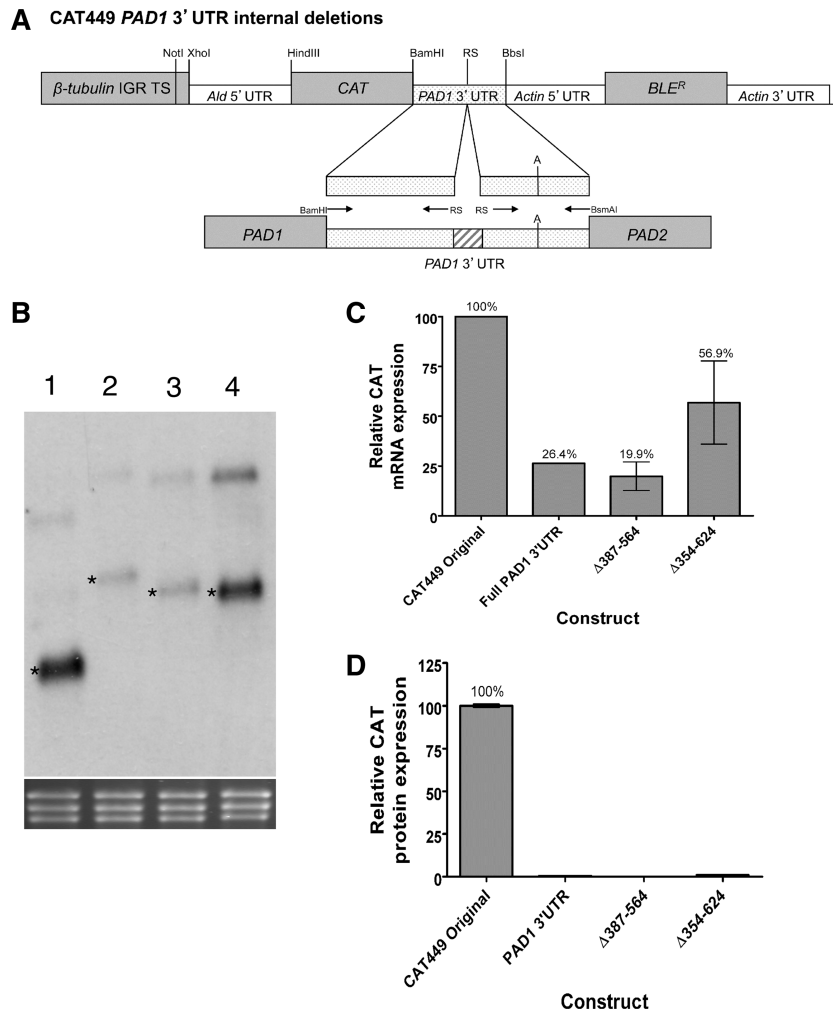 A CAT449 PAD1 3’ UTR internal deletions
NotI XhoI HindIII BamHI RS BbsI
β-tubulin IGR TS Ald 5’ UTR CAT PAD1 3’ UTR Actin 5’ UTR BLER Actin 3’ UTR
A
BamHI RS RS A BsmAI
PAD1 PAD2
PAD1 3’ UTR
B
1 2 3 4
*
*
*
*
C
Relative CAT
mRNA expression
100
75
50
25
0
100%
26.4%
19.9%
56.9%
CAT449 Original
Full PAD1 3'UTR
Δ387-564
Δ354-624
Construct
D
Relative CAT
protein expression
125
100
75
50
25
0
100%
CAT449 Original
PAD1 3'UTR
Δ387-564
Δ354-624
Construct